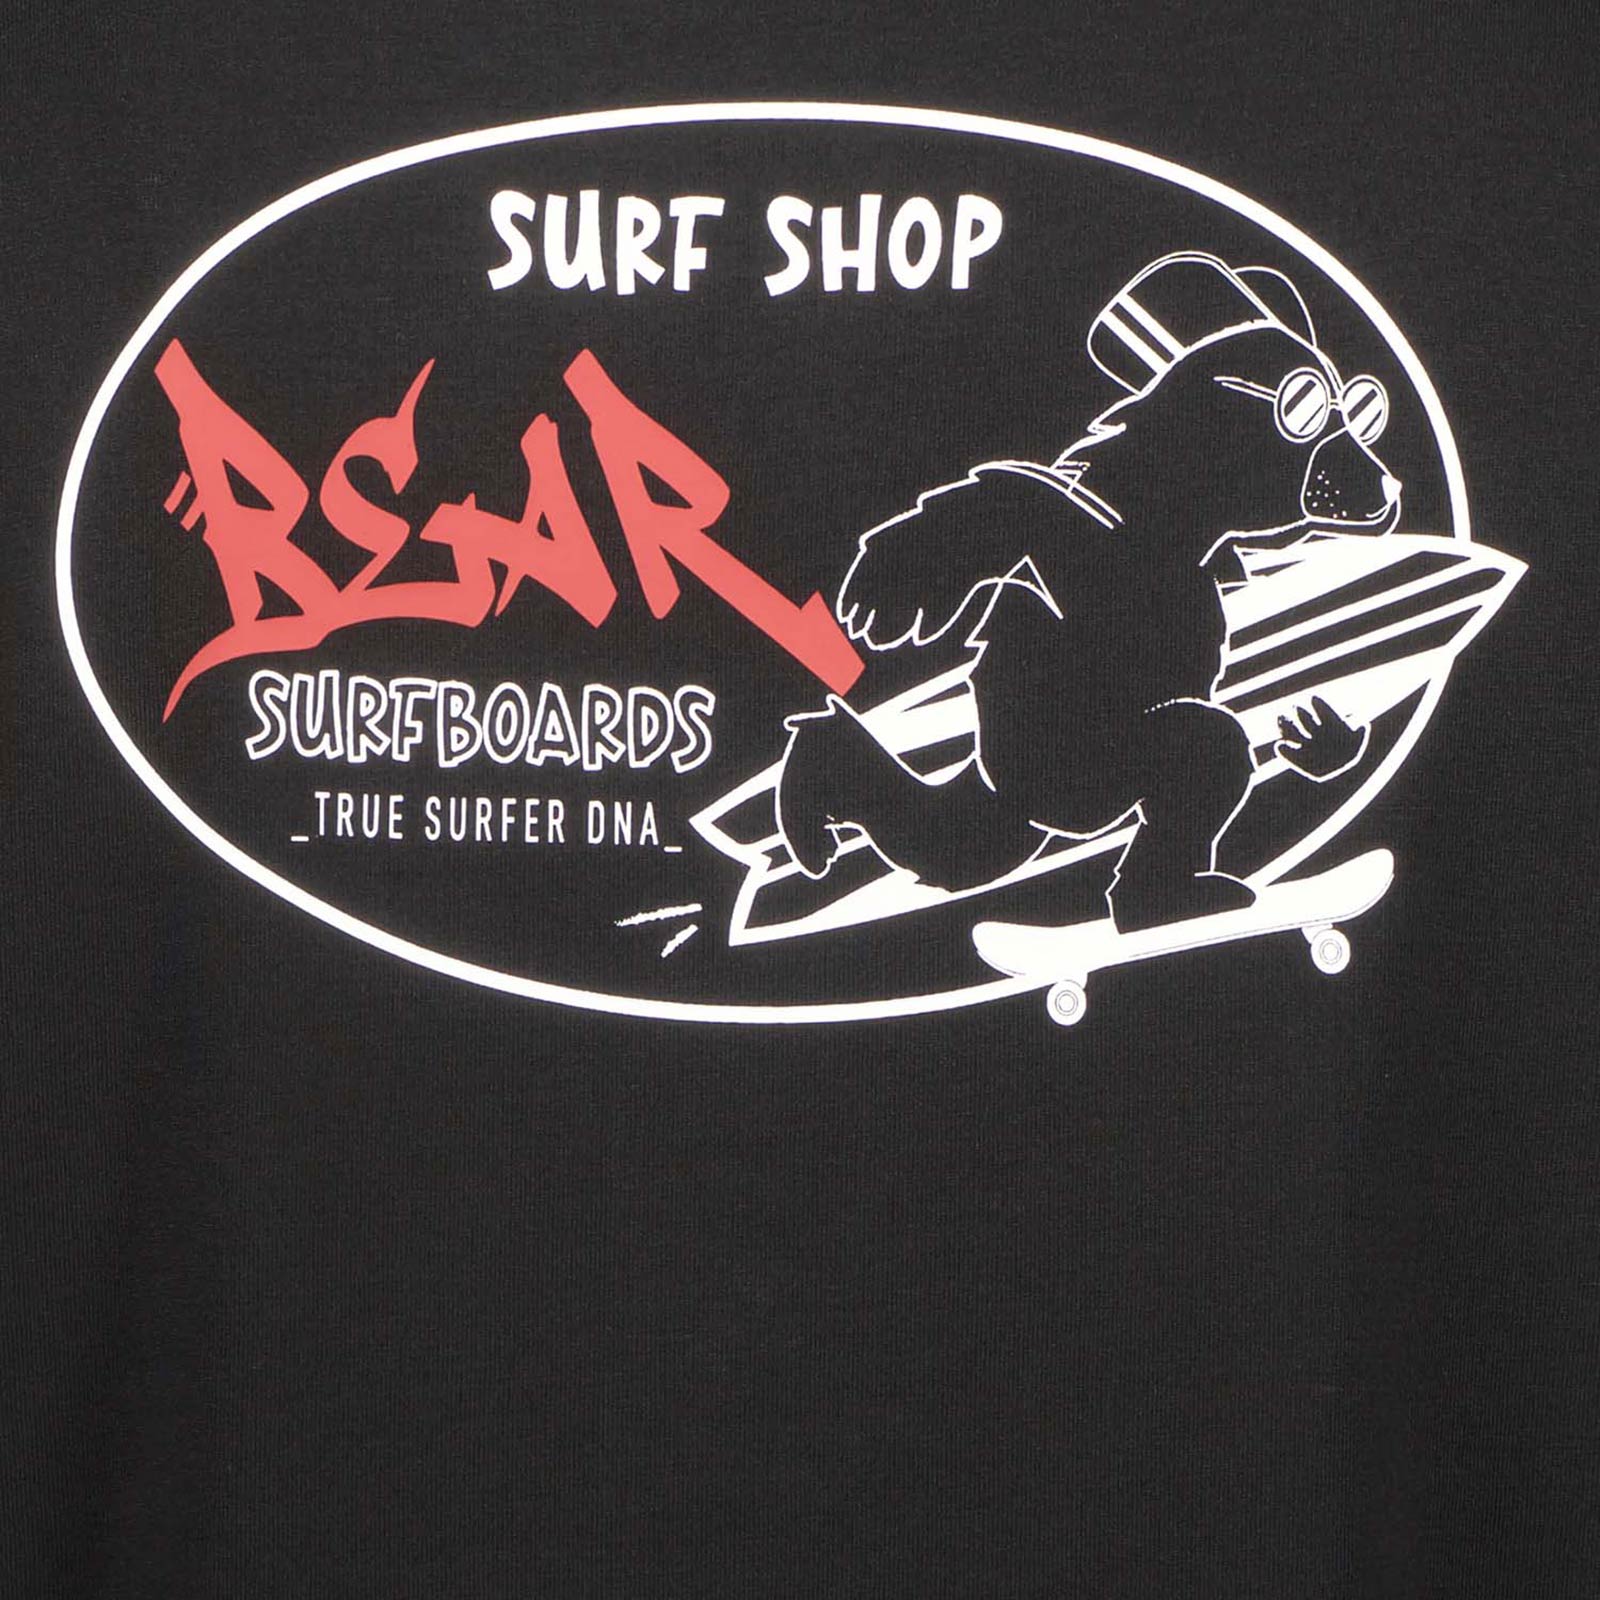 SURF SHOP
BEAR
SURFBOARDS
_TRUE SURFER DNA_